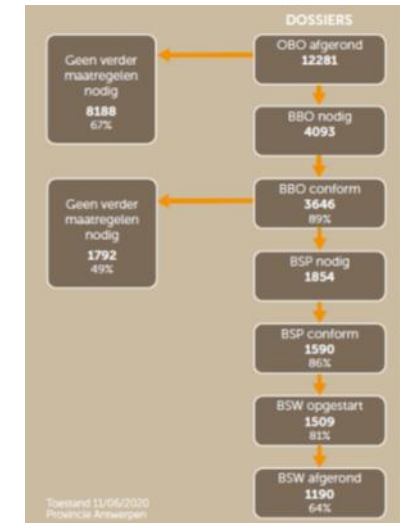 DOSSIERS
OBO afgerond
12281
Geen verder
maatregelen
nodig
8188
67%
BBO nodig
4093
BBO conform
3646
89%
Geen verder
maatregelen
nodig
1792
49%
BSP nodig
1854
BSP conform
1590
86%
BSW opgestart
1509
81%
BSW afgerond
1190
64%
Toestand 11/06/2020
Provincie Antwerpen